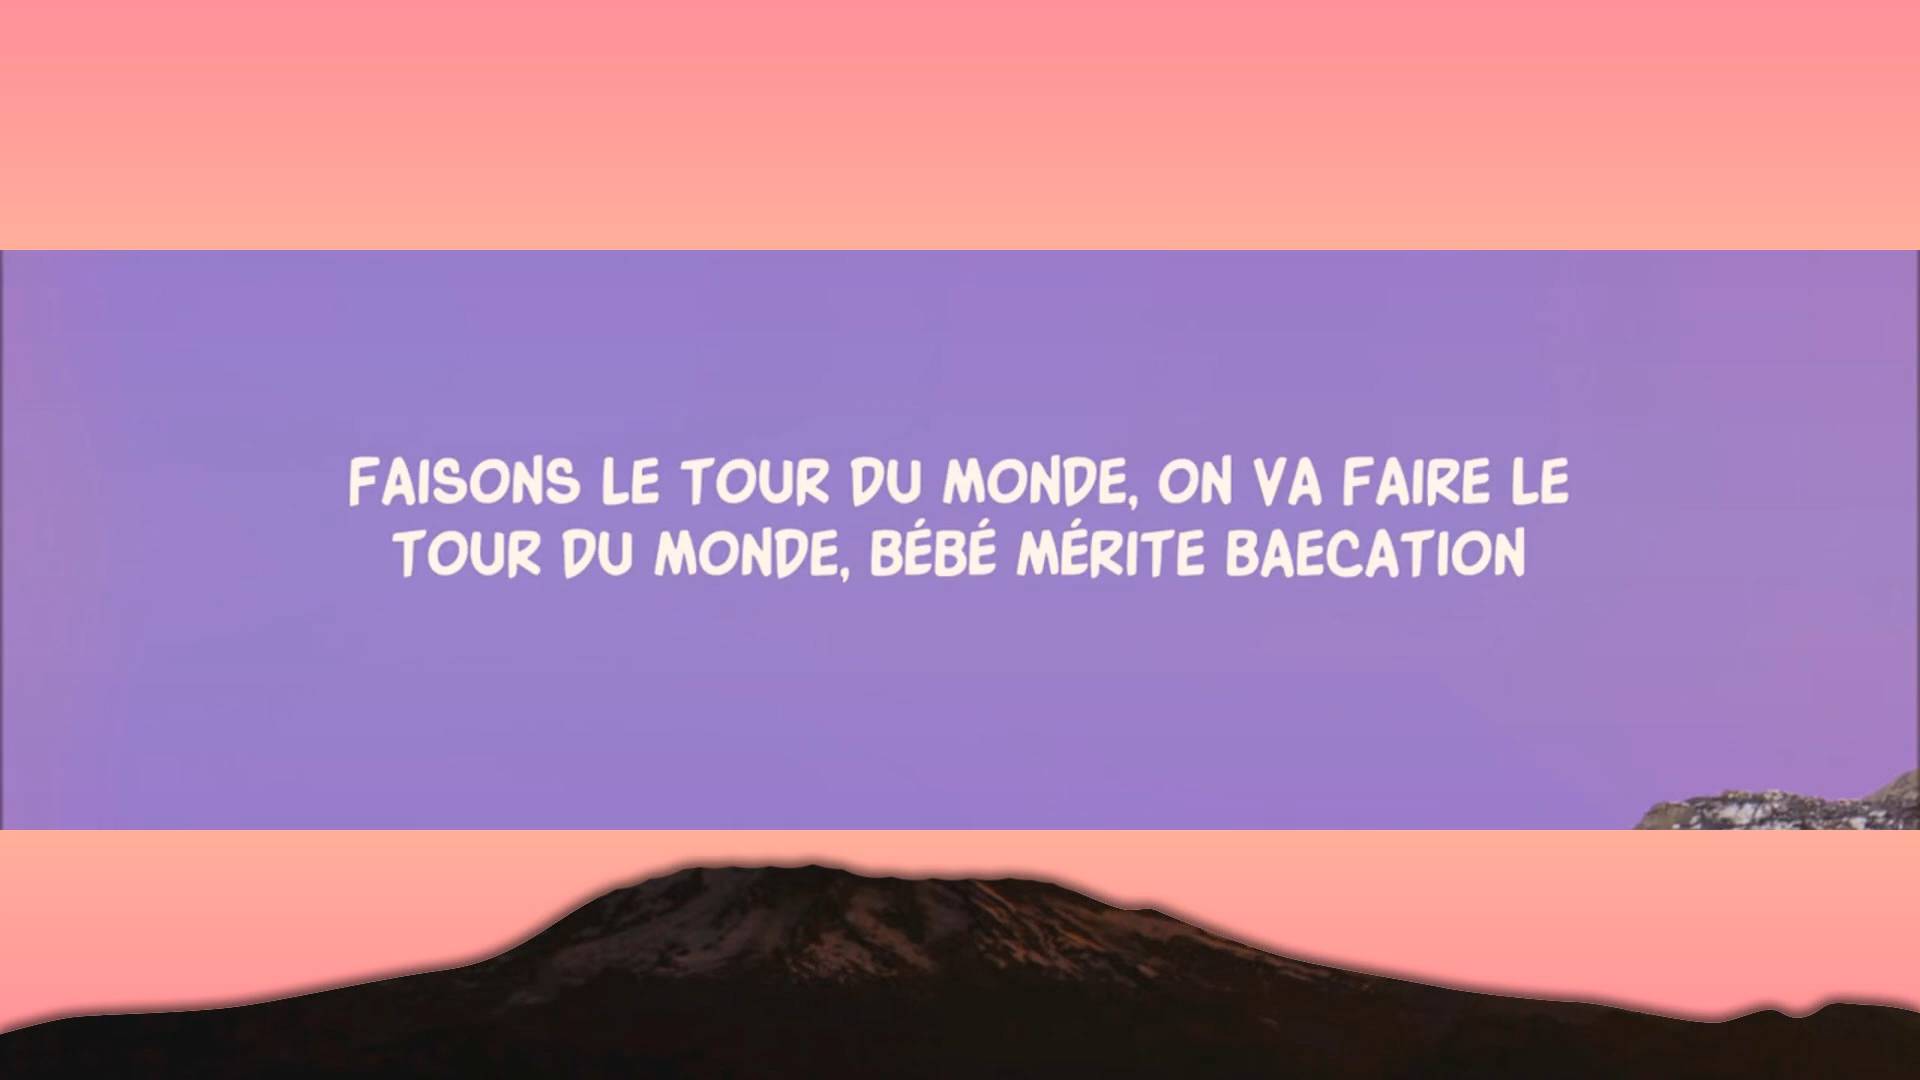 FAISONS LE TOUR DU MONDE, ON VA FAIRE LE
TOUR DU MONDE, BÉBÉ MÉRITE BAECATION